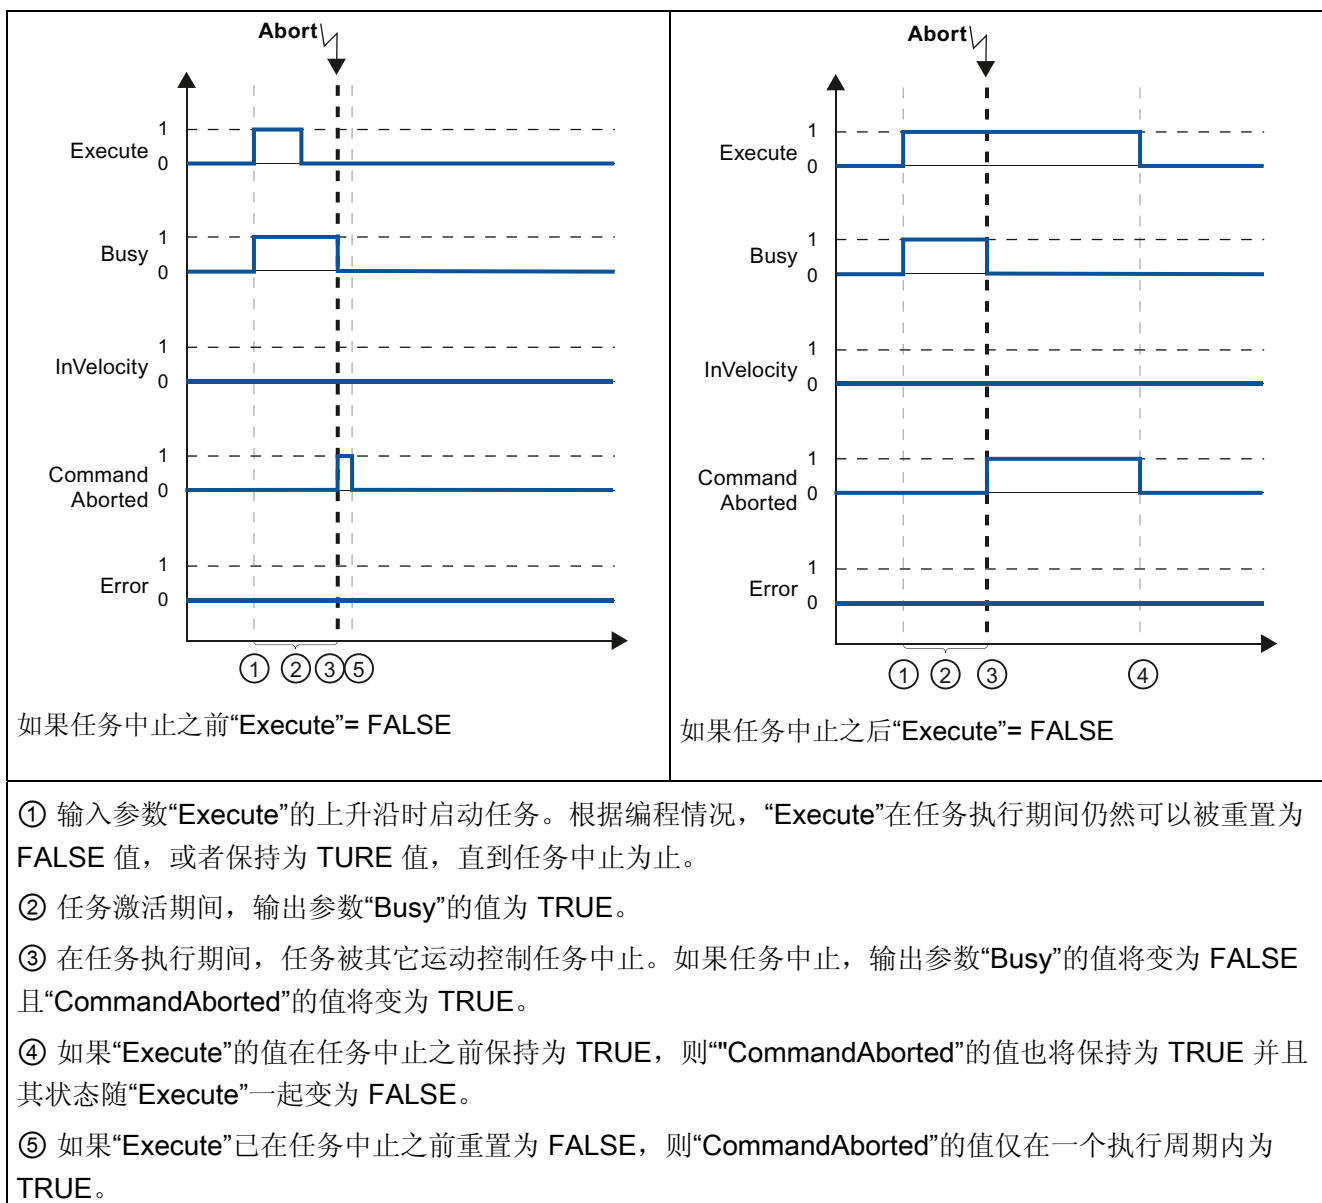 Abort
1
Execute 0
1
Busy 0
1
InVelocity 0
1
Command
Aborted 0
1
Error 0
① ② ③⑤
如果任务中止之前“Execute”= FALSE
Abort
1
Execute 0
1
Busy 0
1
InVelocity 0
1
Command
Aborted 0
1
Error 0
① ② ③ ④
如果任务中止之后“Execute”= FALSE
① 输入参数“Execute”的上升沿时启动任务。根据编程情况，“Execute”在任务执行期间仍然可以被重置为
FALSE 值，或者保持为 TURE 值，直到任务中止为止。
② 任务激活期间，输出参数“Busy”的值为 TRUE。
③ 在任务执行期间，任务被其它运动控制任务中止。如果任务中止，输出参数“Busy”的值将变为 FALSE
且“CommandAborted”的值将变为 TRUE。
④ 如果“Execute”的值在任务中止之前保持为 TRUE，则“"CommandAborted”的值也将保持为 TRUE 并且
其状态随“Execute”一起变为 FALSE。
⑤ 如果“Execute”已在任务中止之前重置为 FALSE，则“CommandAborted”的值仅在一个执行周期内为
TRUE。